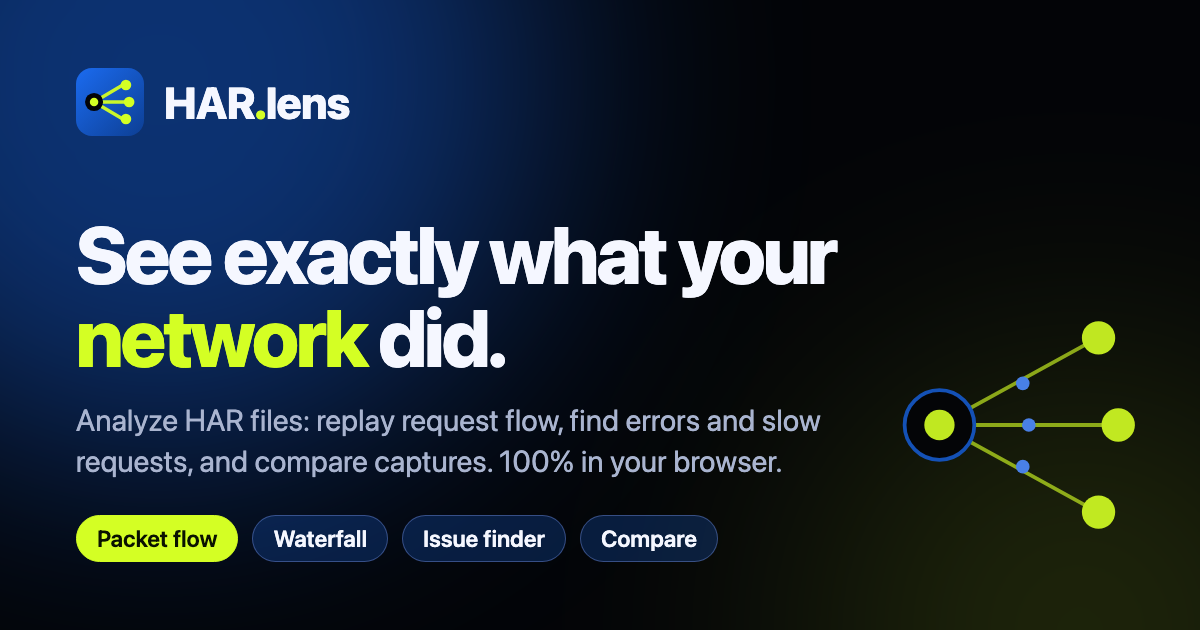 HAR.lens
See exactly what your
network did.
Analyze HAR files: replay request flow, find errors and slow
requests, and compare captures. 100% in your browser.
Packet flow
Waterfall
Issue finder
Compare